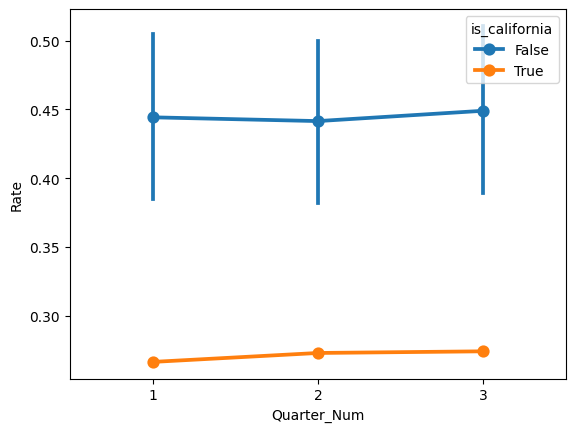 is_california
False
True
0.50
0.45
0.40
0.35
0.30
Rate
1 2 3
Quarter_Num